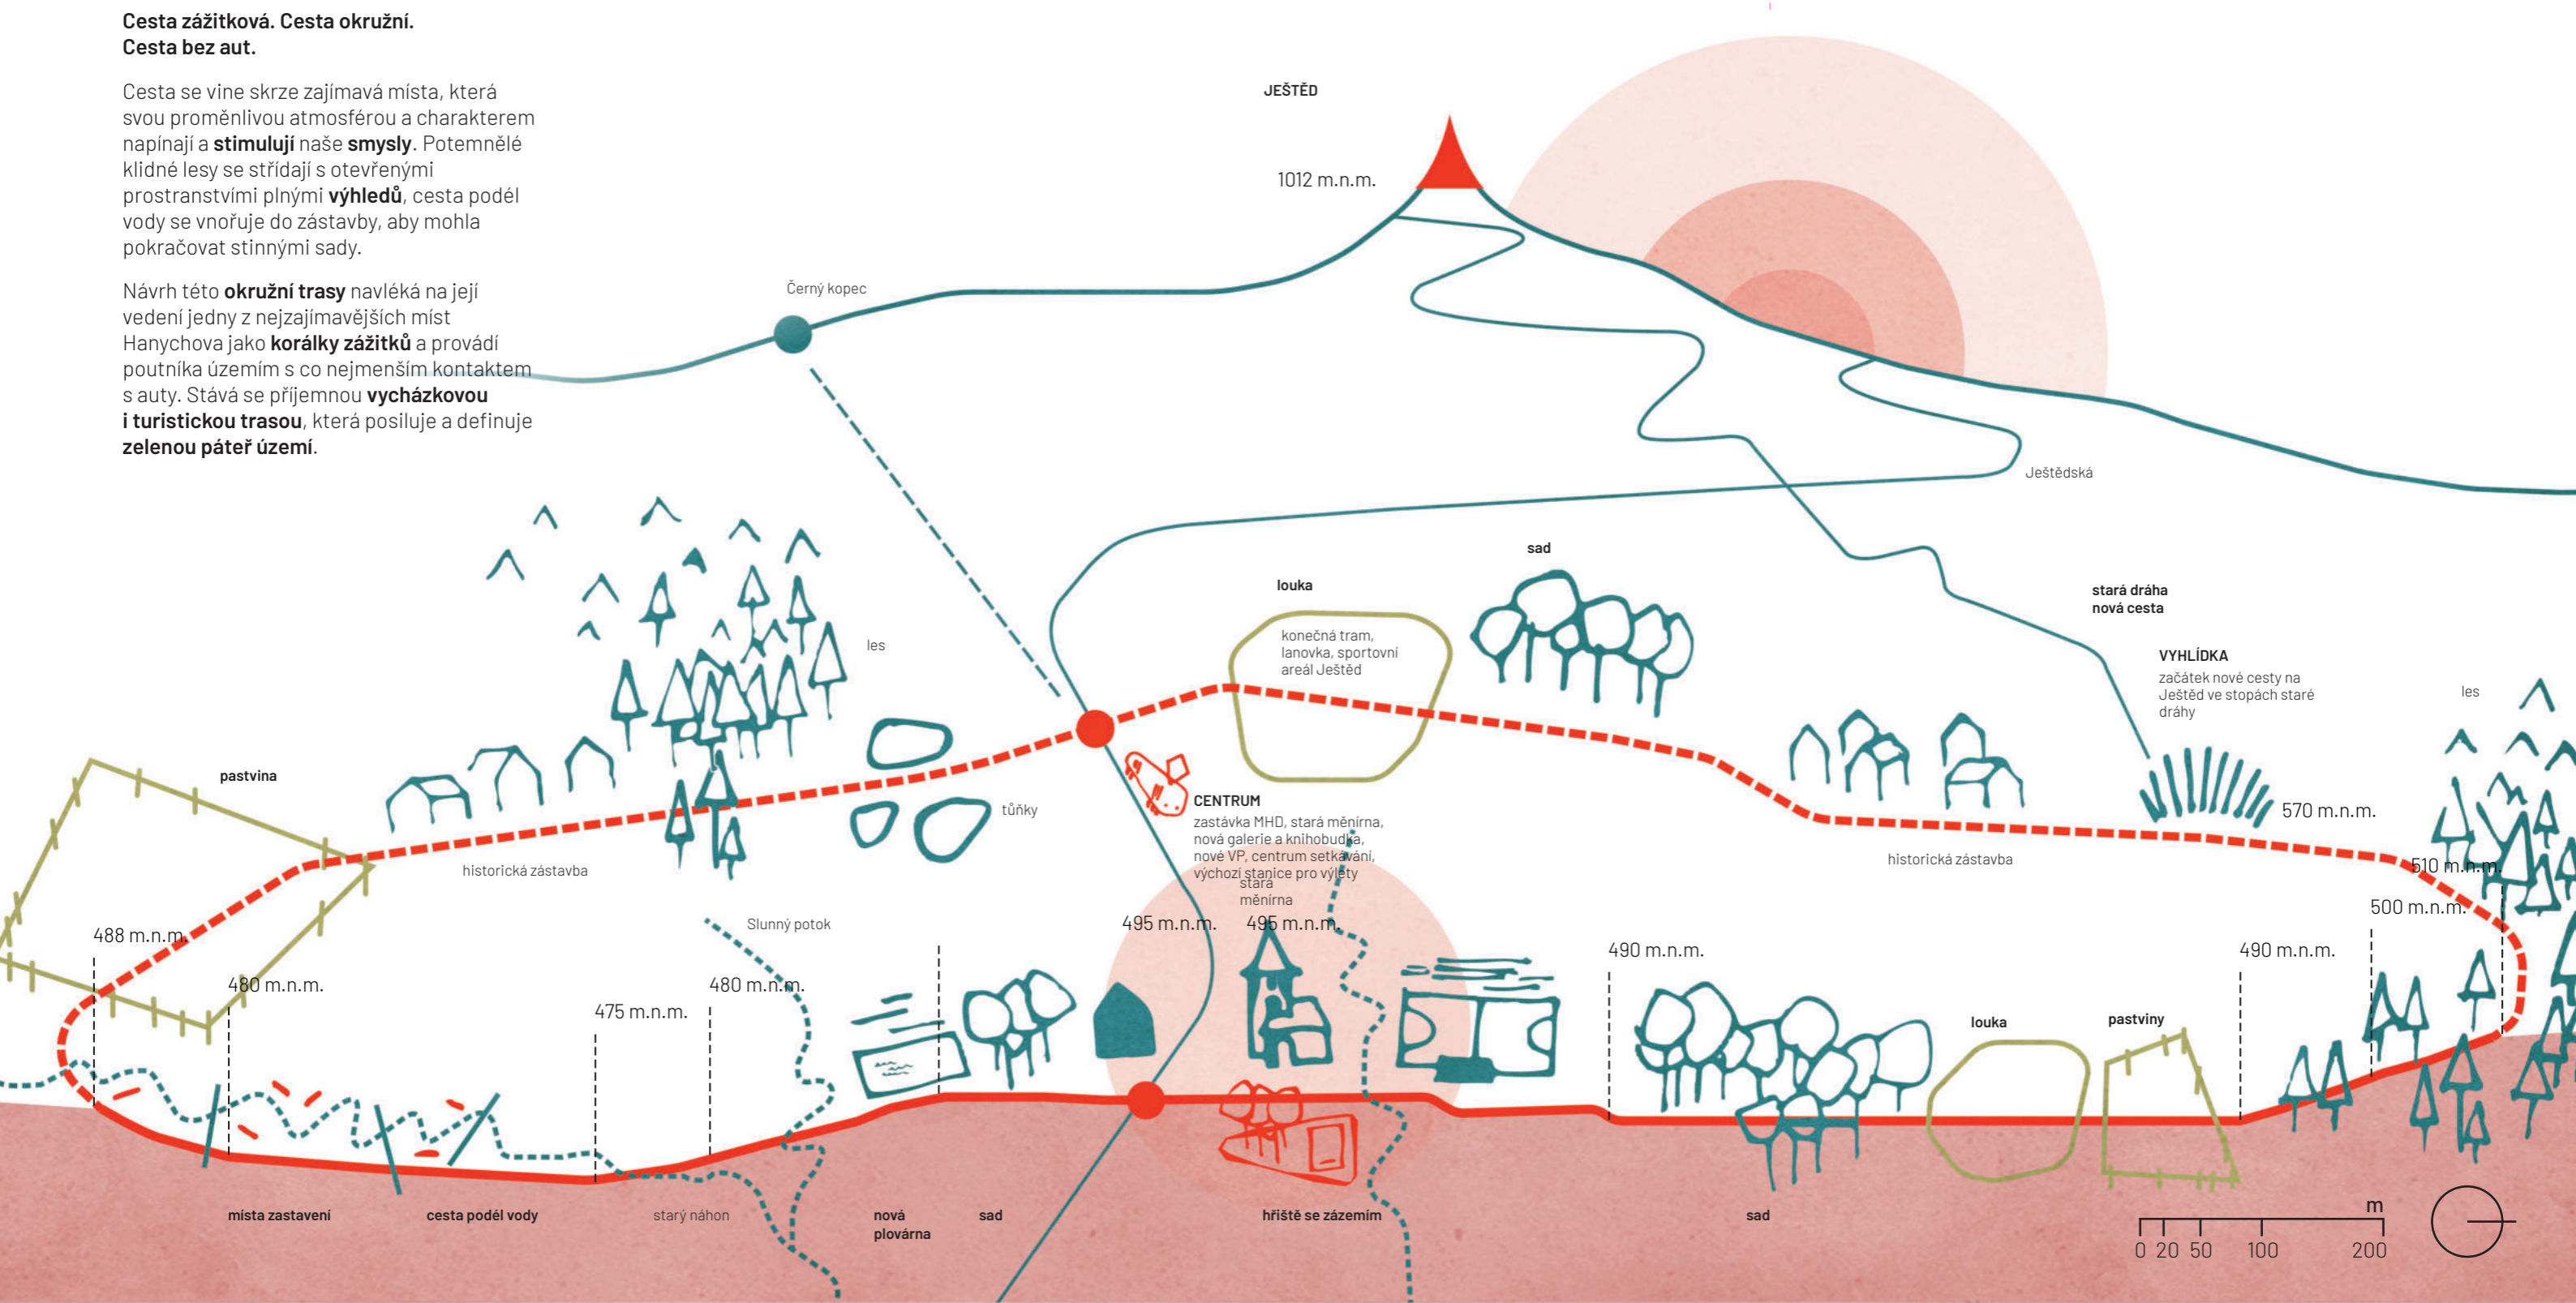 Cesta zážitková. Cesta okružní.
Cesta bez aut.
Cesta se vine skrze zajímavá místa, která
svou proměnlivou atmosférou a charakterem
napínají a stimulují naše smysly. Potemnělé
klidné lesy se střídají s otevřenými
prostranstvími plnými výhledů, cesta podél
vody se vnořuje do zástavby, aby mohla
pokračovat stinnými sady.
Návrh této okružní trasy navléká na její
vedení jedny z nejzajímavějších míst
Hanychova jako korálky zážitků a provádí
poutníka územím s co nejmenším kontaktem
s auty. Stává se příjemnou vycházkovou
i turistickou trasou, která posiluje a definuje
zelenou páteř území.
JEŠTĚD
1012 m.n.m.
Černý kopec
Ještědská
sad
louka
konečná tram,
lanovka, sportovní
areál Ještěd
stará dráha
nová cesta
VYHLÍDKA
začátek nové cesty na
Ještěd ve stopách staré
dráhy
les
les
pastvina
570 m.n.m.
tůňky
CENTRUM
zastávka MHD, stará měnírna,
nová galerie a knihobudka,
nové VP, centrum setkávání,
výchozí stanice pro výlety
stará
měnírna
historická zástavba
historická zástavba
510 m.n.m.
500 m.n.m.
488 m.n.m.
Slunný potok
495 m.n.m.
495 m.n.m.
490 m.n.m.
490 m.n.m.
480 m.n.m.
480 m.n.m.
475 m.n.m.
louka
pastviny
místa zastavení
cesta podél vody
starý náhon
nová
plovárna
sad
hřiště se zázemím
sad
m
0 20 50 100 200